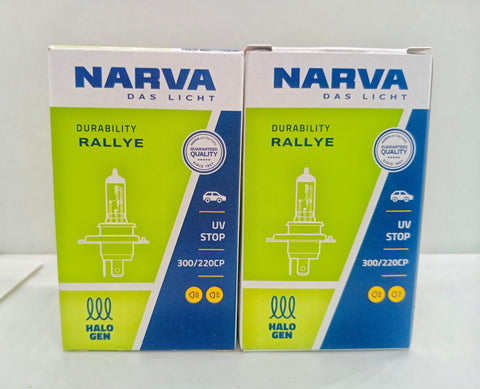 NARVA
DAS LICHT
DURABILITY
RALLYE
GUARANTEED
QUALITY
UV
STOP
300/220CP
HALO
GEN
NARVA
DAS LICHT
DURABILITY
RALLYE
GUARANTEED
QUALITY
UV
STOP
300/220CP
HALO
GEN